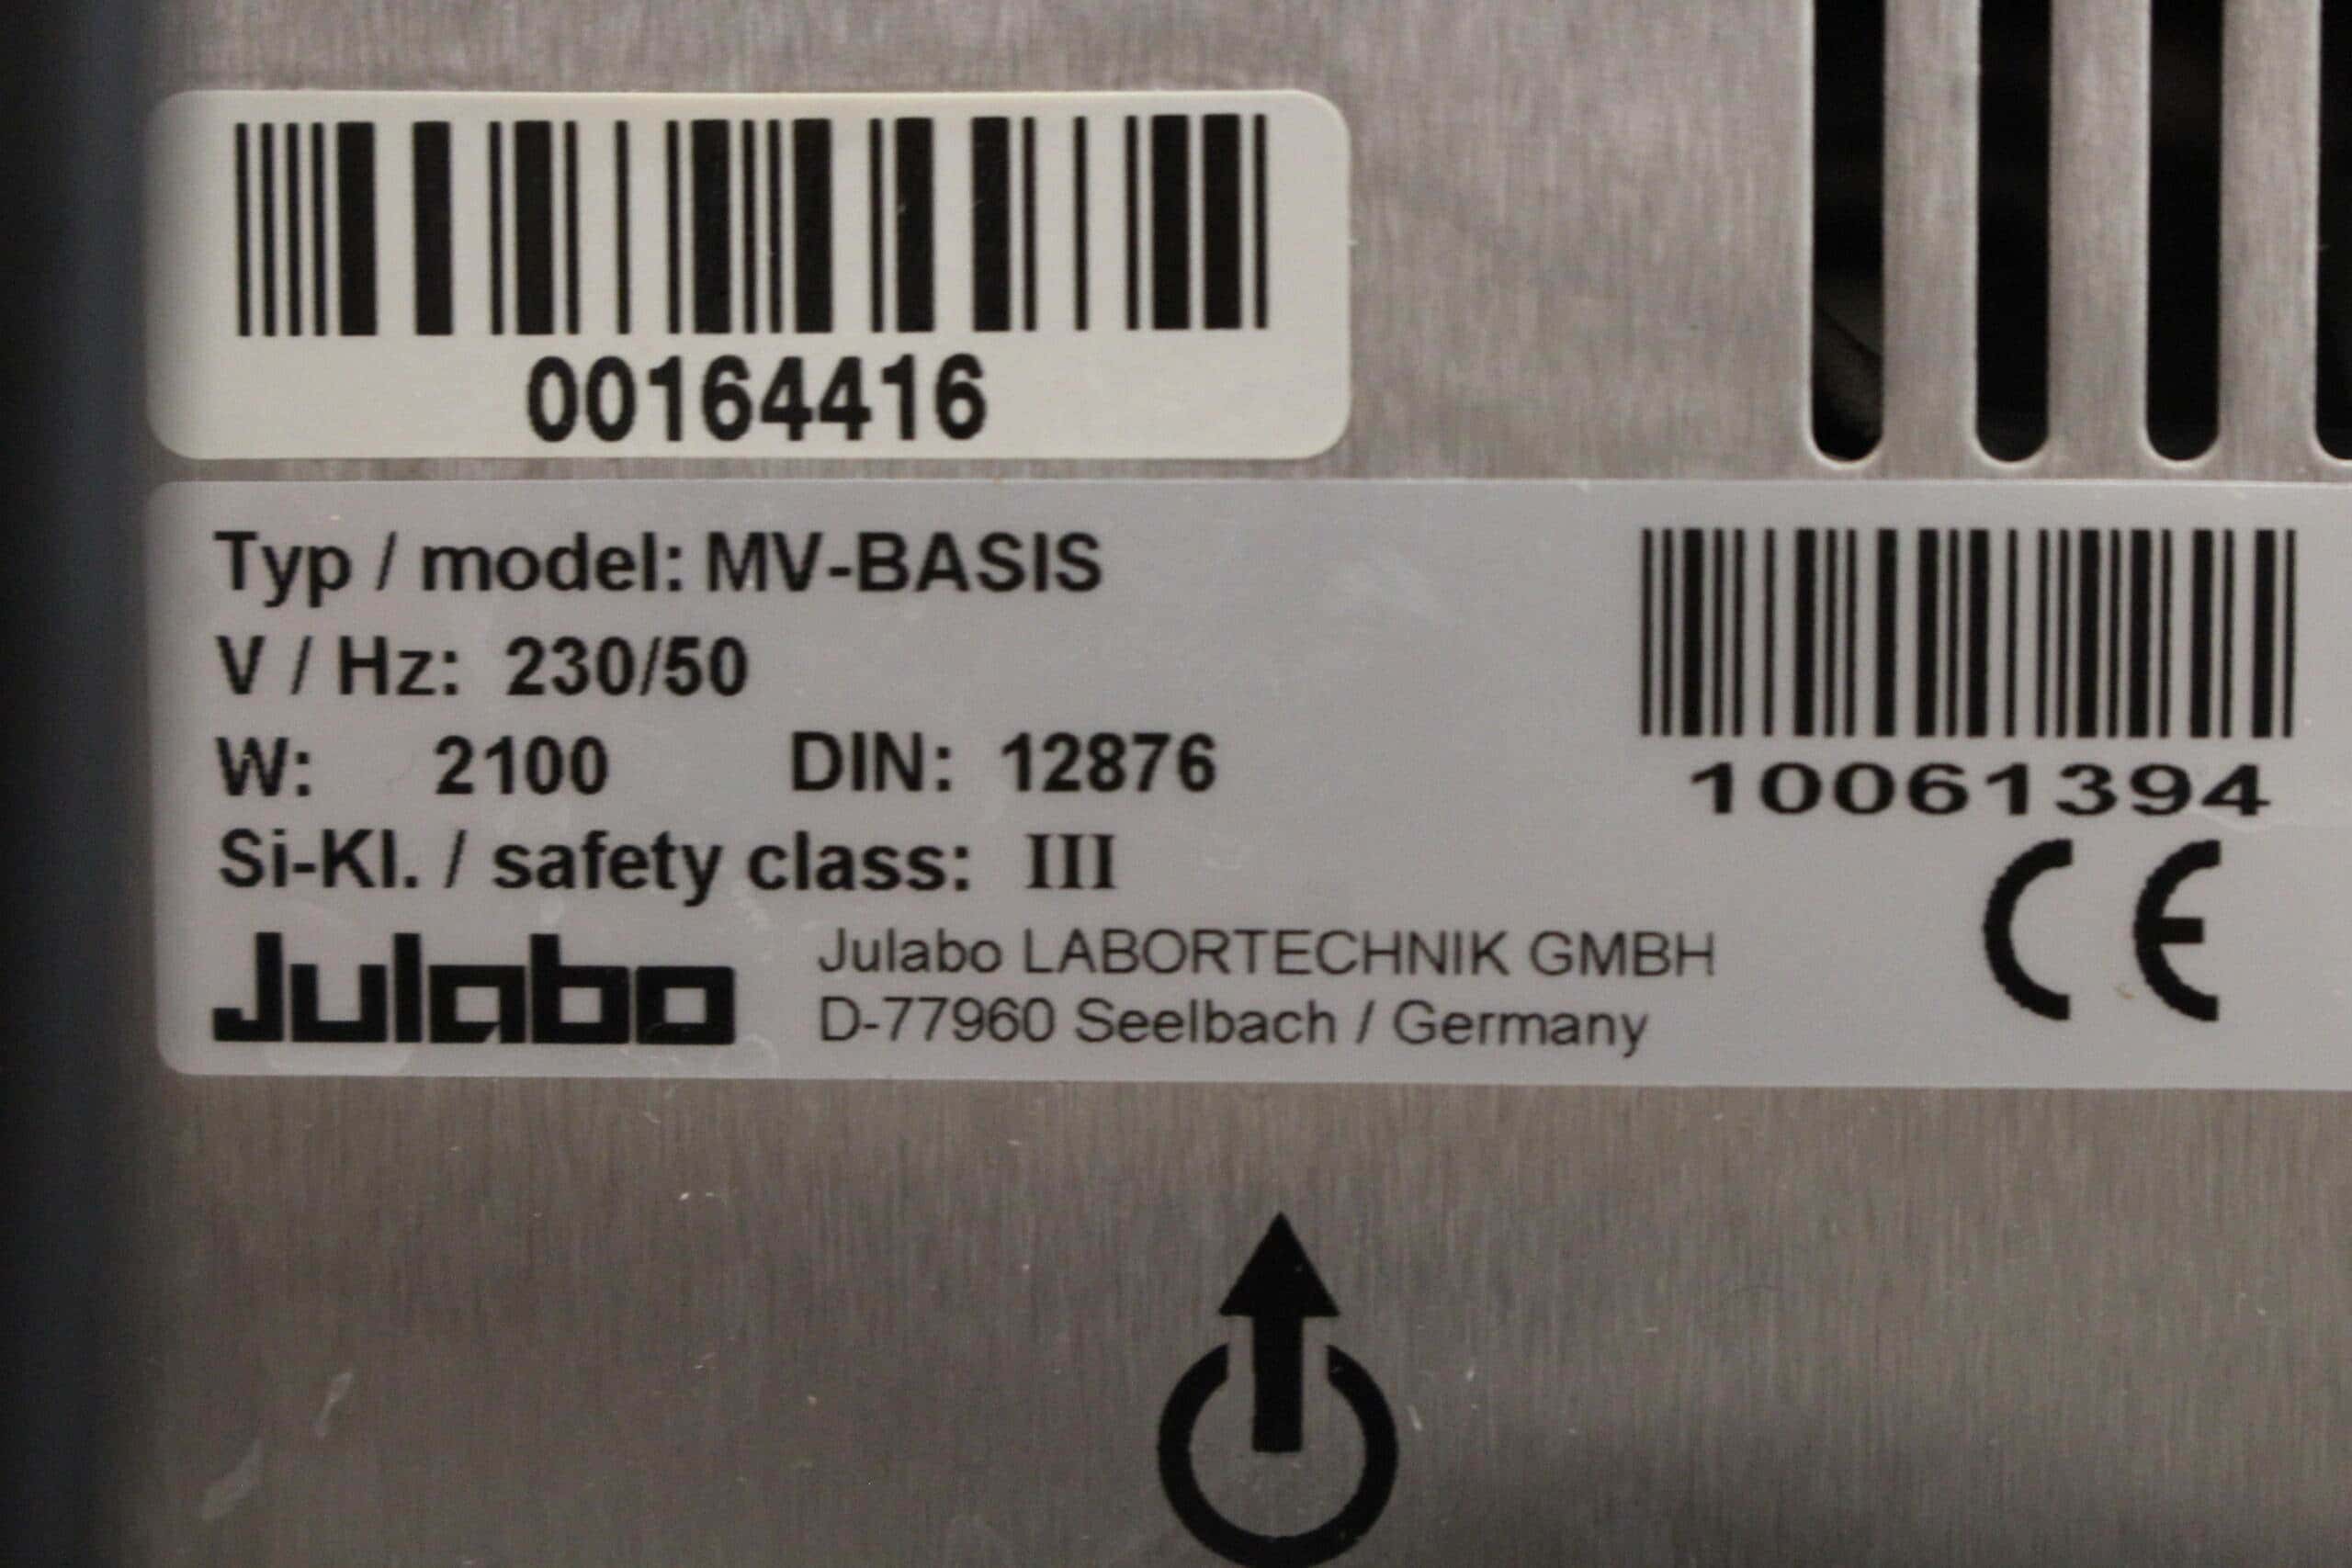 00164416
Typ / model: MV-BASIS
V / Hz: 230/50
W: 2100 DIN: 12876
Si-Kl. / safety class: III
10061394
CE
Julabo
Julabo LABORTECHNIK GMBH
D-77960 Seelbach / Germany